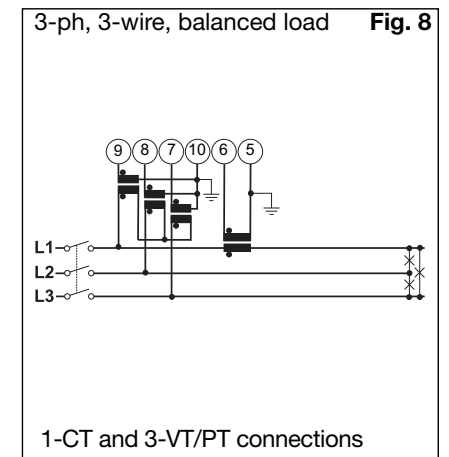 3-ph, 3-wire, balanced load Fig. 8
9 8 7 10 6 5
L1
L2
L3
1-CT and 3-VT/PT connections